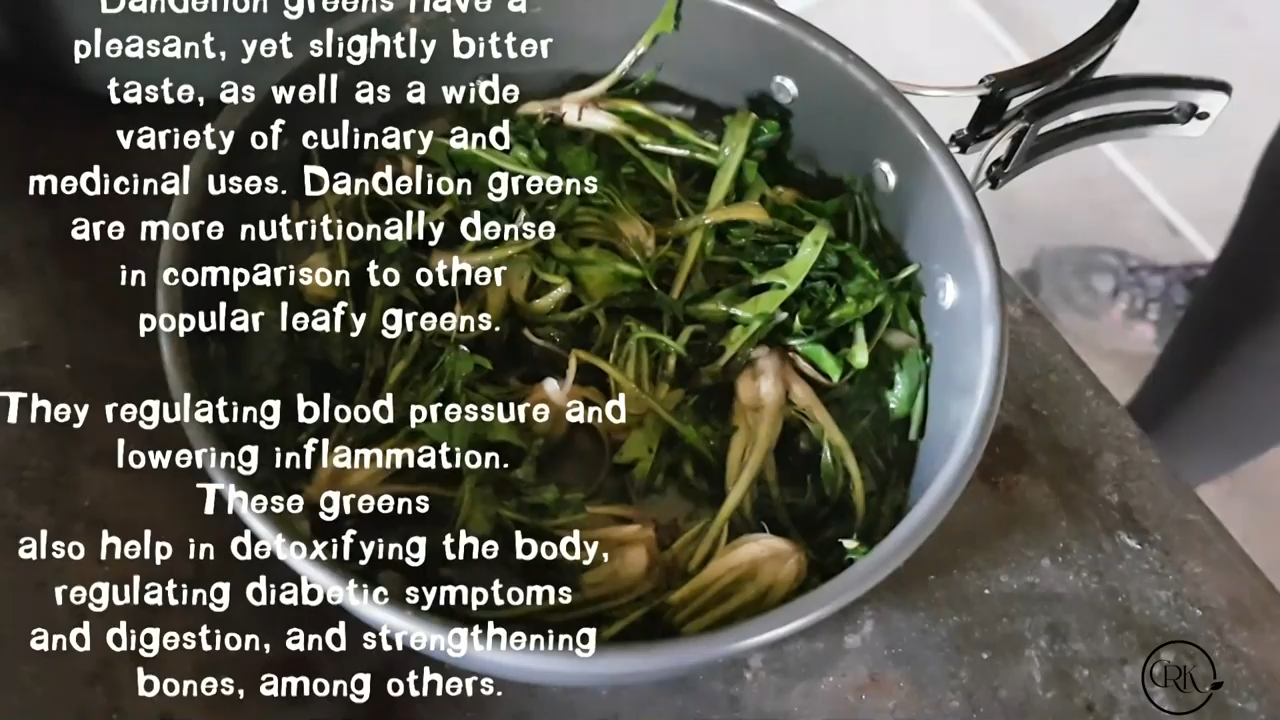 Dandelion greens have a
pleasant, yet slightly bitter
taste, as well as a wide
variety of culinary and
medicinal uses. Dandelion greens
are more nutritionally dense
in comparison to other
popular leafy greens.
They regulating blood pressure and
lowering inflammation.
These greens
also help in detoxifying the body,
regulating diabetic symptoms
and digestion, and strengthening
bones, among others.
CRK